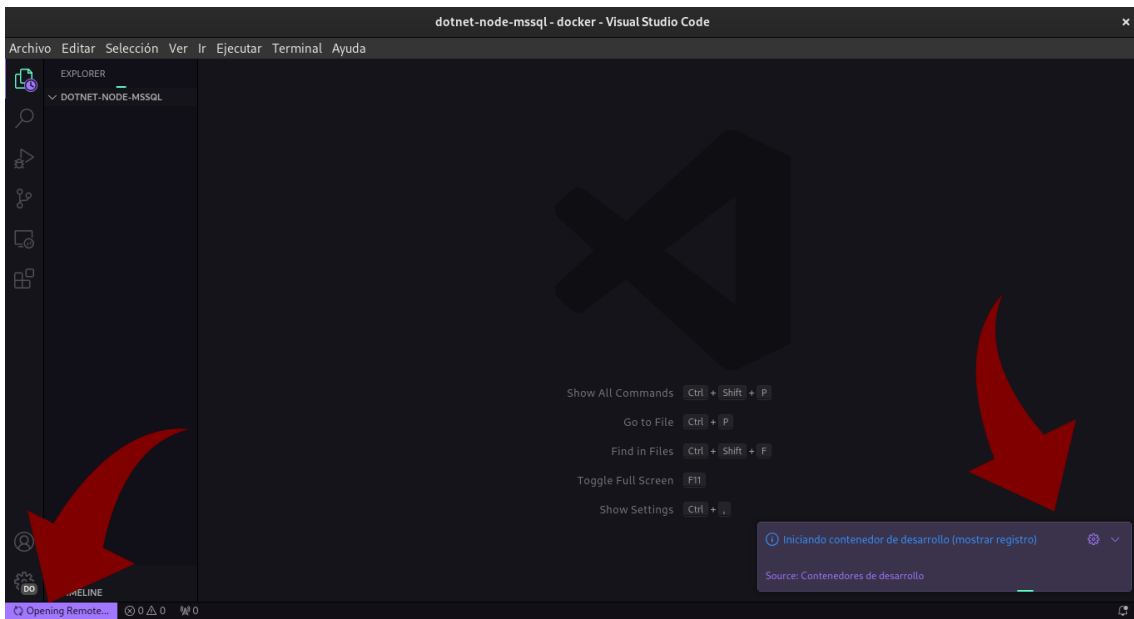 dotnet-node-mssql - docker - Visual Studio Code
Archivo Editar Selección Ver Ir Ejecutar Terminal Ayuda
EXPLORER
DOTNET-NODE-MSSQL
Show All Commands Ctrl + Shift + P
Go to File Ctrl + P
Find in Files Ctrl + Shift + F
Toggle Full Screen F11
Show Settings Ctrl + ,
Iniciando contenedor de desarrollo (mostrar registro)
Source: Contenedores de desarrollo
DO
MELINE
Opening Remote... 0 0 0